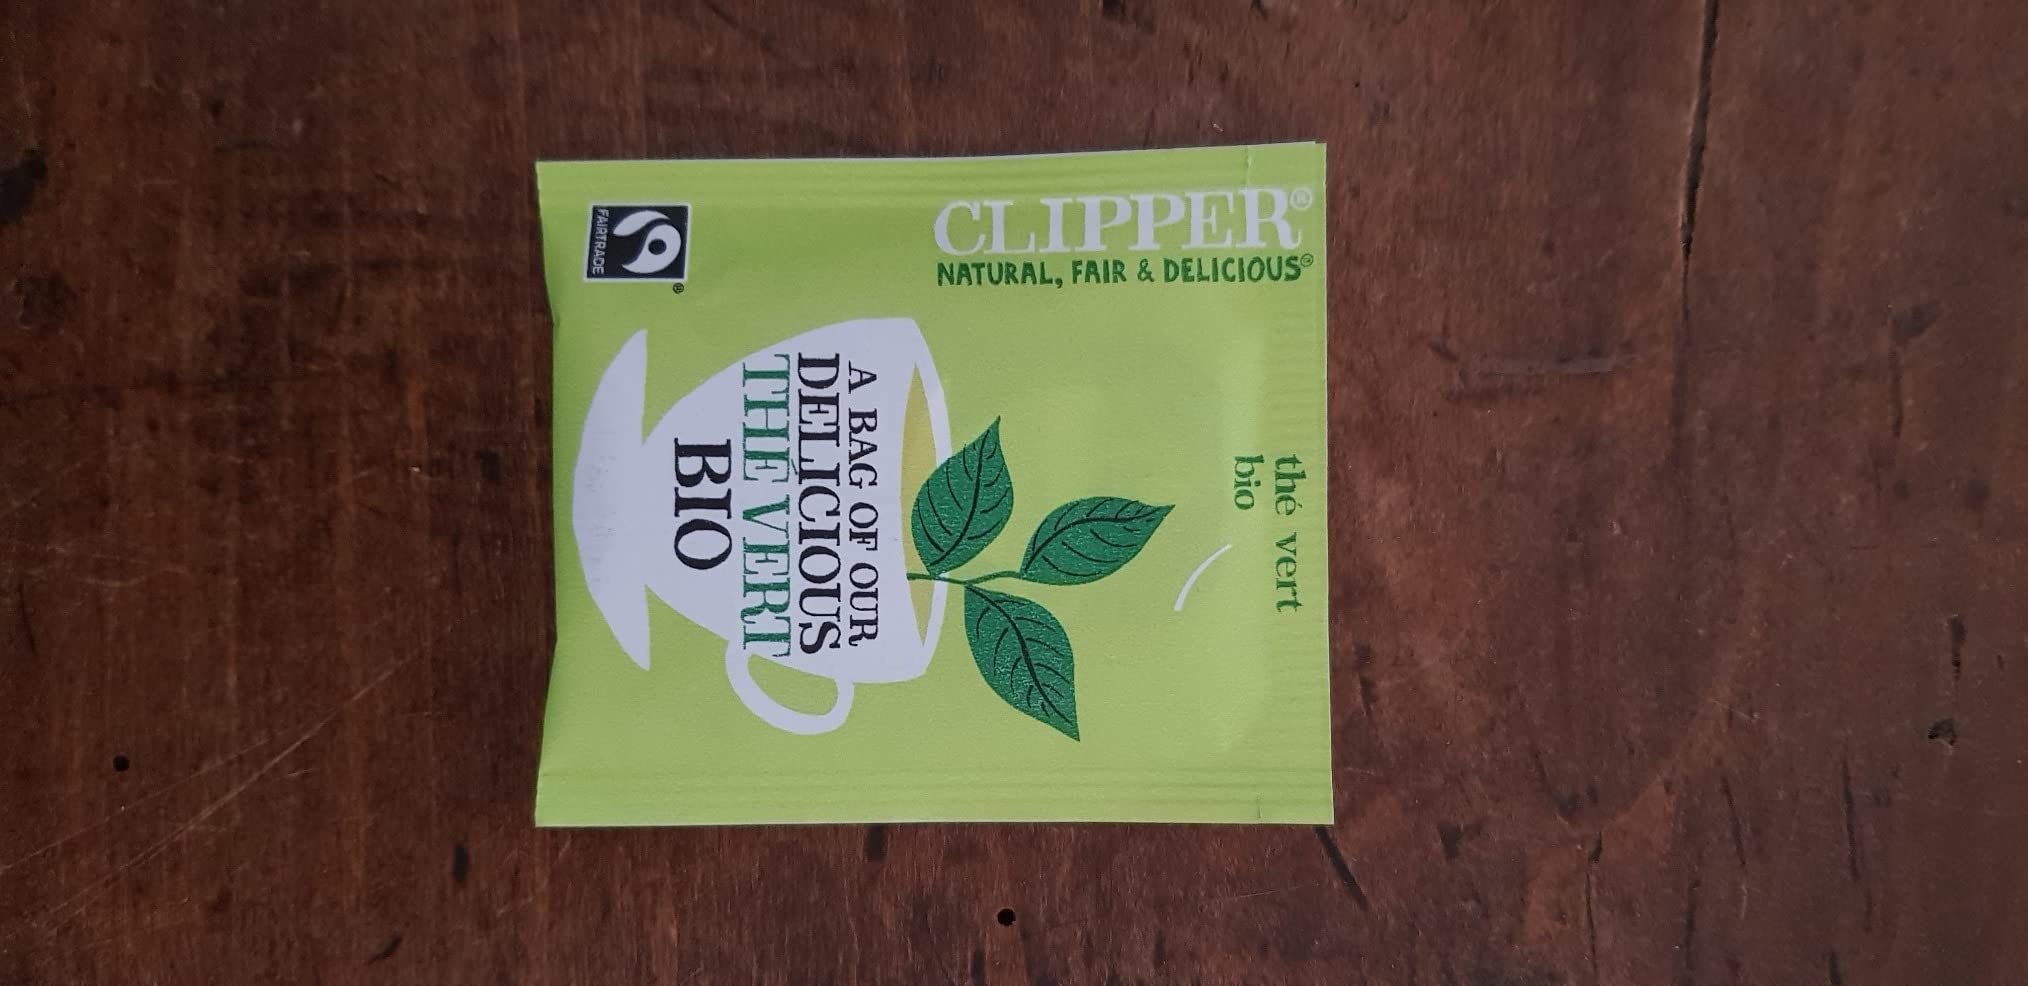 CLIPPER®
NATURAL, FAIR & DELICIOUS®
thé vert
bio
A BAG OF OUR
DELICIOUS
THÉ VERT
BIO
FAIRTRADE
®